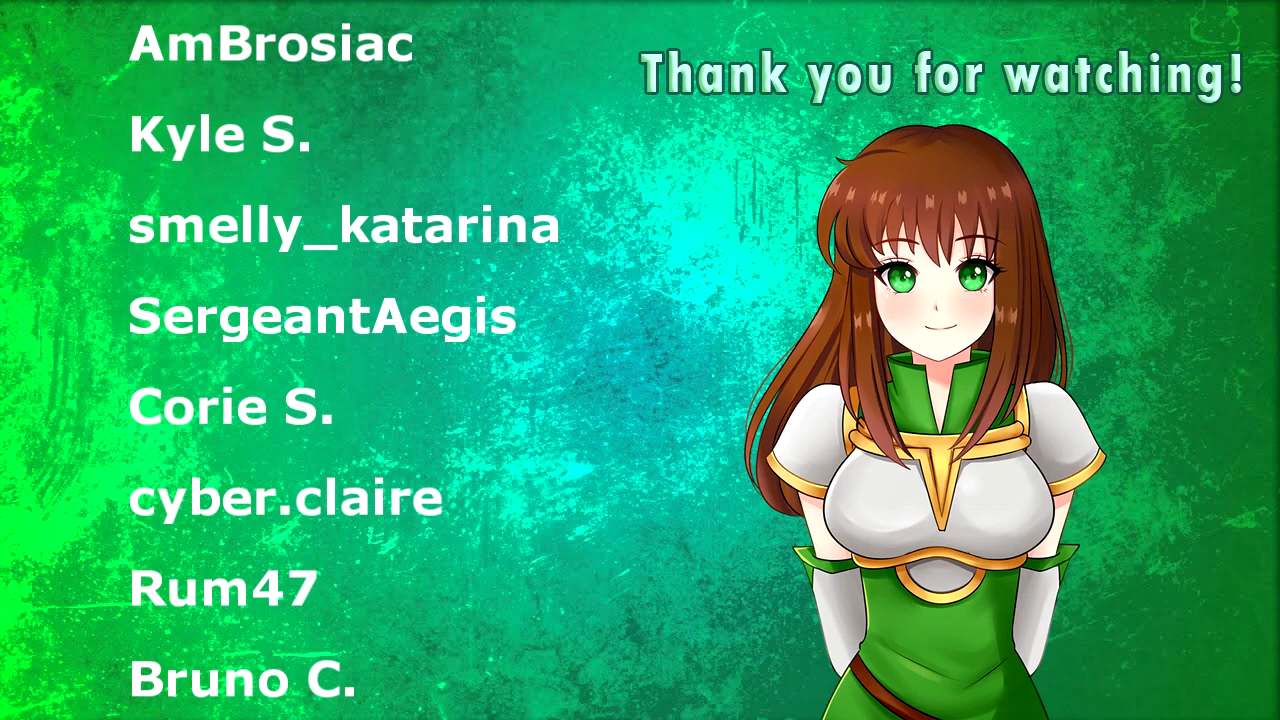 AmBrosiac
Thank you for watching!
Kyle S.
smelly_katarina
SergeantAegis
Corie S.
cyber.claire
Rum47
Bruno C.